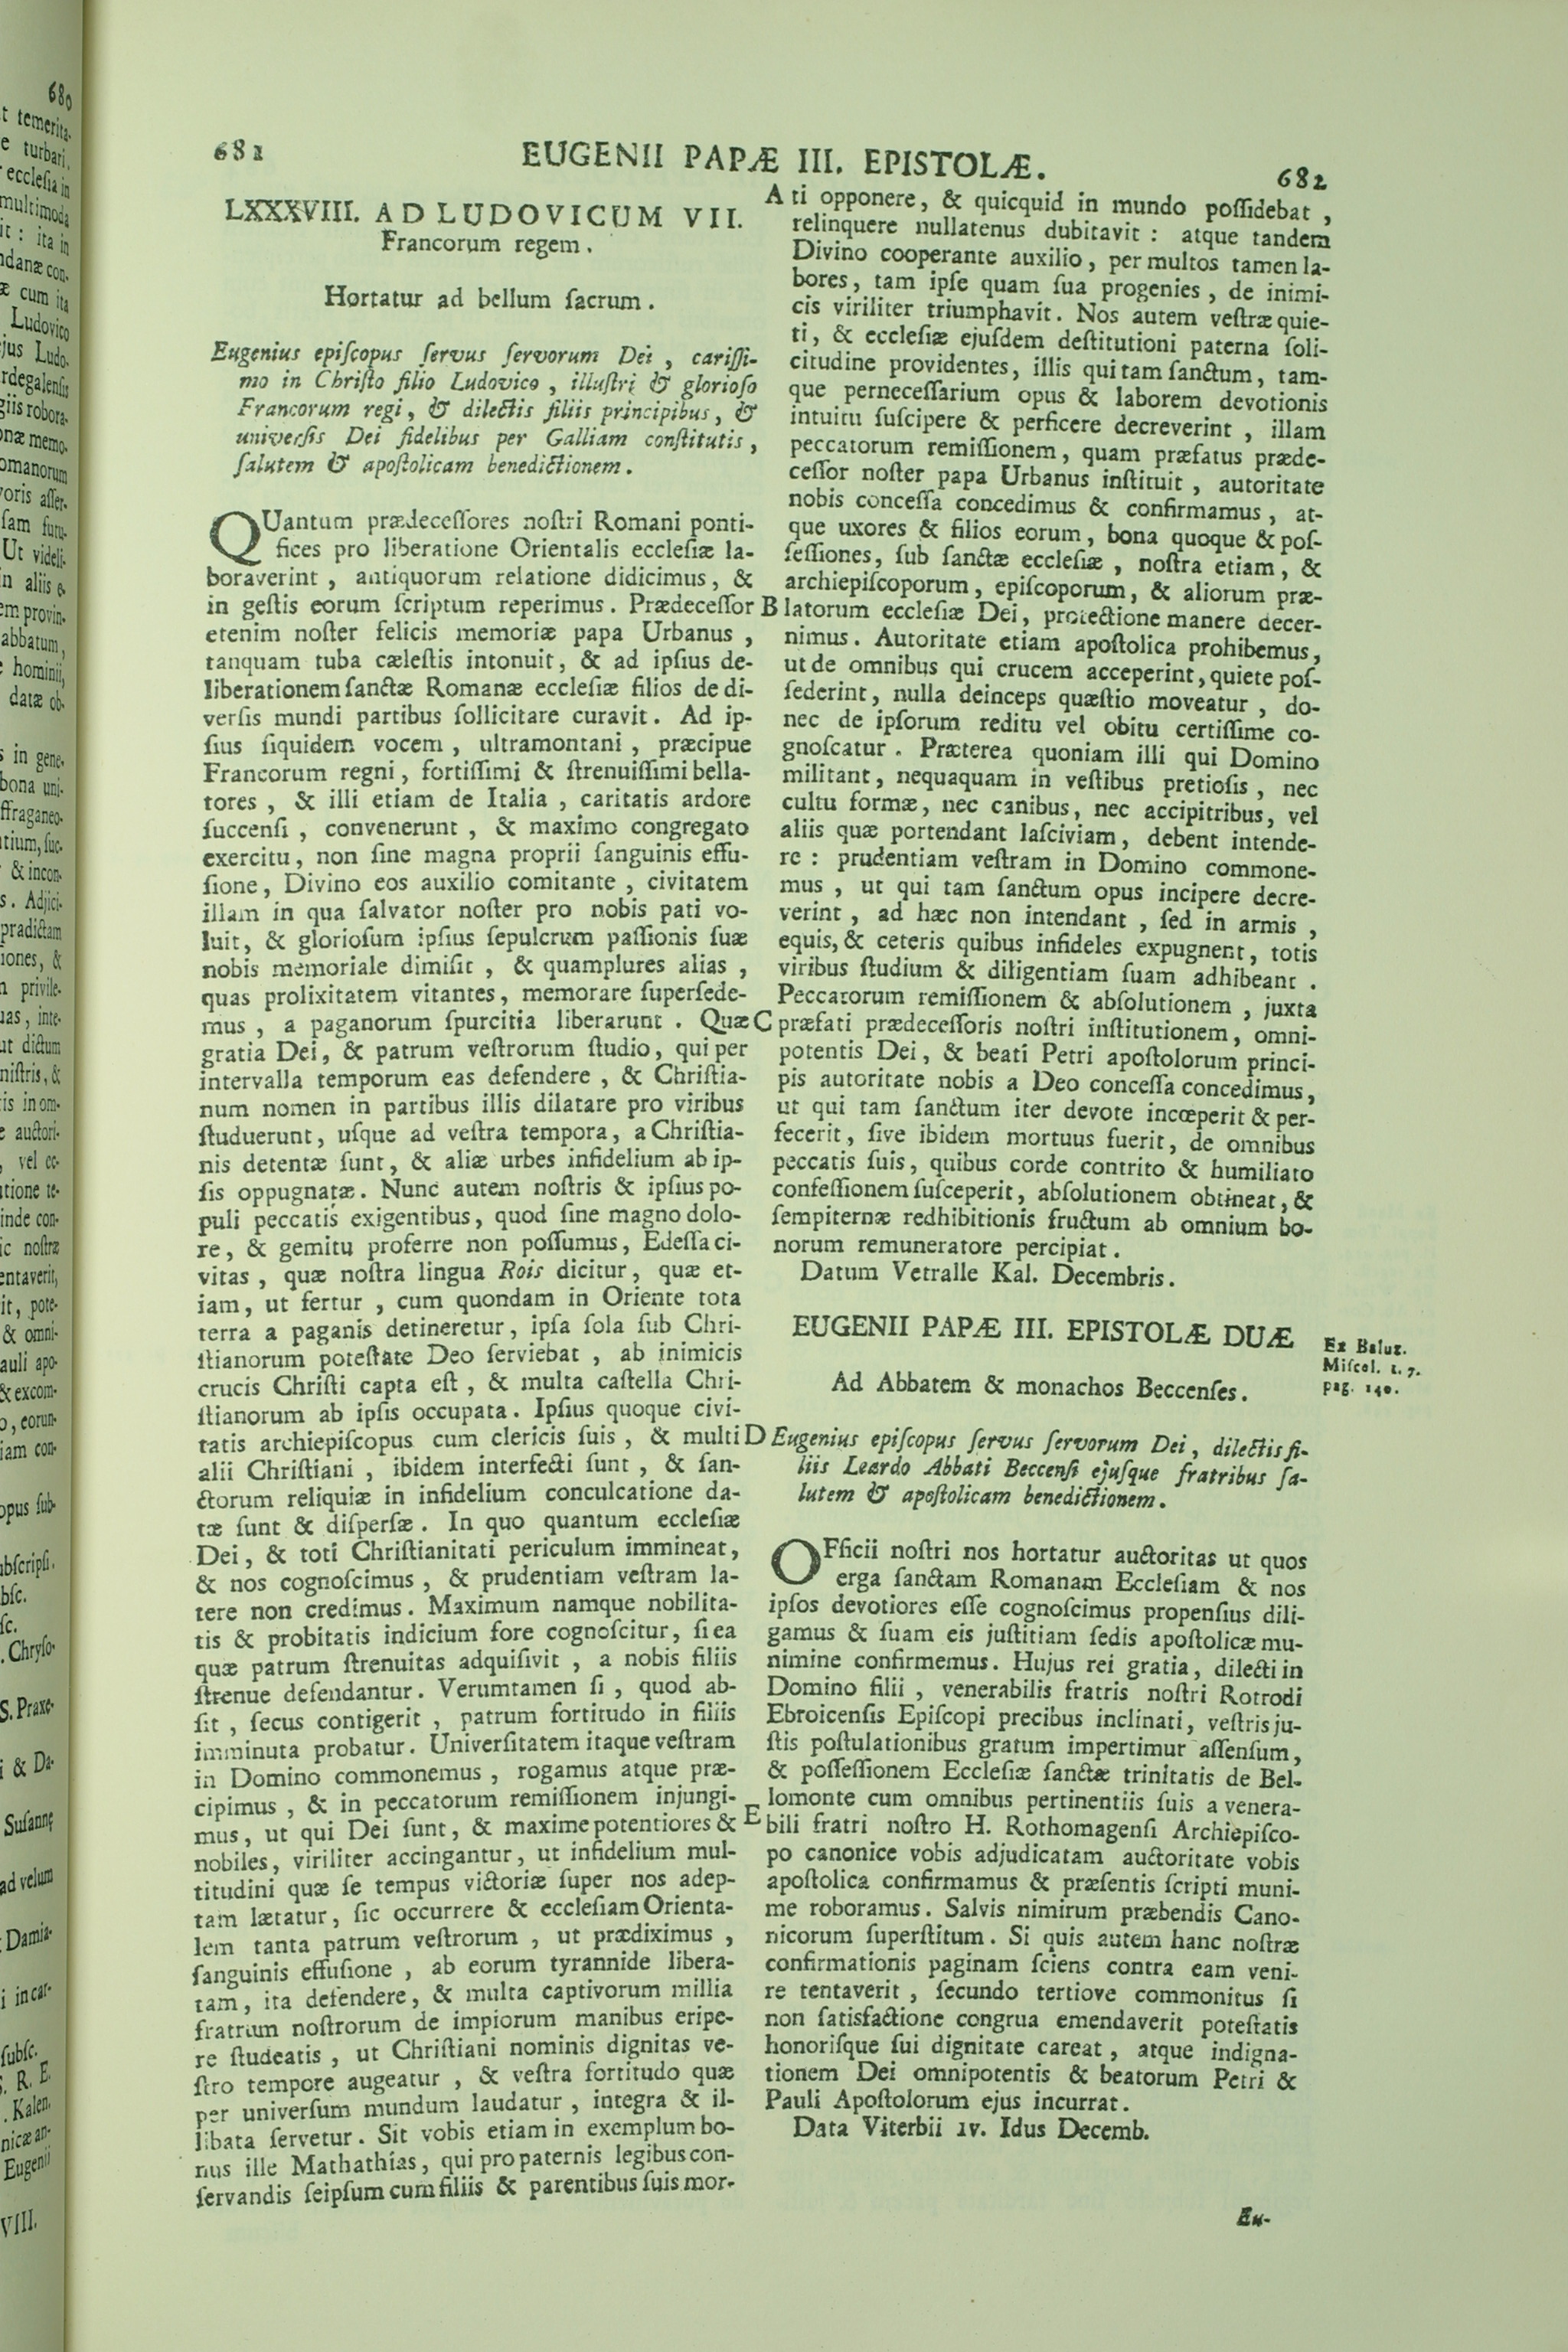 682
EUGENII PAPÆ III. EPISTOLÆ.
682
LXXXVIII. AD LUDOVICUM VII.
Francorum regem.
Hortatur ad bellum ſacrum.
Eugenius epiſcopus ſervus ſervorum Dei, cariſſi-
mo in Chriſto filio Ludovico, illuſtri & glorioſo
Francorum regi, & dilectis filiis principibus, &
univerſis Dei fidelibus per Galliam conſtitutis,
ſalutem & apoſtolicam benedictionem.
QUantum prædeceſſores noſtri Romani ponti-
fices pro liberatione Orientalis eccleſiæ la-
boraverint, antiquorum relatione didicimus, &
in geſtis eorum ſcriptum reperimus. Prædeceſſor
etenim noſter felicis memoriæ papa Urbanus,
tanquam tuba cæleſtis intonuit, & ad ipſius de-
liberationem ſanctæ Romanæ eccleſiæ filios de di-
verſis mundi partibus ſollicitare curavit. Ad ip-
ſius ſiquidem vocem, ultramontani, præcipue
Francorum regni, fortiſſimi & ſtrenuiſſimi bella-
tores, & illi etiam de Italia, caritatis ardore
ſuccenſi, convenerunt, & maximo congregato
exercitu, non ſine magna proprii ſanguinis effu-
ſione, Divino eos auxilio comitante, civitatem
illam in qua ſalvator noſter pro nobis pati vo-
luit, & glorioſum ipſius ſepulcrum paſſionis ſuæ
nobis memoriale dimiſit, & quamplures alias,
quas prolixitatem vitantes, memorare ſuperſede-
mus, a paganorum ſpurcitia liberarunt. Quæ
gratia Dei, & patrum veſtrorum ſtudio, qui per
intervalla temporum eas defendere, & Chriſtia-
num nomen in partibus illis dilatare pro viribus
ſtuduerunt, uſque ad veſtra tempora, a Chriſtia-
nis detentæ ſunt, & aliæ urbes infidelium ab ip-
ſis oppugnatæ. Nunc autem noſtris & ipſius po-
puli peccatis exigentibus, quod ſine magno dolo-
re, & gemitu proferre non poſſumus, Edeſſa ci-
vitas, quæ noſtra lingua Rois dicitur, quæ et-
iam, ut fertur, cum quondam in Oriente tota
terra a paganis detineretur, ipſa ſola ſub Chri-
ſtianorum poteſtate Deo ſerviebat, ab inimicis
crucis Chriſti capta eſt, & multa caſtella Chri-
ſtianorum ab ipſis occupata. Ipſius quoque civi-
tatis archiepiſcopus cum clericis ſuis, & multi
alii Chriſtiani, ibidem interfecti ſunt, & ſan-
ctorum reliquiæ in infidelium conculcatione da-
tæ ſunt & diſperſæ. In quo quantum eccleſiæ
Dei, & toti Chriſtianitati periculum immineat,
& nos cognoſcimus, & prudentiam veſtram la-
tere non credimus. Maximum namque nobilita-
tis & probitatis indicium fore cognoſcitur, ſi ea
quæ patrum ſtrenuitas adquiſivit, a nobis filiis
ſtrenue defendantur. Verumtamen ſi, quod ab-
ſit, ſecus contigerit, patrum fortitudo in filiis
imminuta probatur. Univerſitatem itaque veſtram
in Domino commonemus, rogamus atque præ-
cipimus, & in peccatorum remiſſionem injungi-
mus, ut qui Dei ſunt, & maxime potentiores &
nobiles, viriliter accingantur, ut infidelium mul-
titudini quæ ſe tempus victoriæ ſuper nos adep-
tam lætatur, ſic occurrere & eccleſiam Orienta-
lem tanta patrum veſtrorum, ut prædiximus,
ſanguinis effuſione, ab eorum tyrannide libera-
tam, ita defendere, & multa captivorum millia
fratrum noſtrorum de impiorum manibus eripe-
re ſtudeatis, ut Chriſtiani nominis dignitas ve-
ſtro tempore augeatur, & veſtra fortitudo quæ
per univerſum mundum laudatur, integra & il-
libata ſervetur. Sit vobis etiam in exemplum bo-
nus ille Mathathias, qui pro paternis legibus con-
ſervandis ſeipſum cum filiis & parentibus ſuis mor-
A ti opponere, & quicquid in mundo poſſidebat,
relinquere nullatenus dubitavit: atque tandem
Divino cooperante auxilio, per multos tamen la-
bores, tam ipſe quam ſua progenies, de inimi-
cis viriliter triumphavit. Nos autem veſtræ quie-
ti, & eccleſiæ ejuſdem deſtitutioni paterna ſoli-
citudine providentes, illis qui tam ſanctum, tam-
que perneceſſarium opus & laborem devotionis
intuitu ſuſcipere & perficere decreverint, illam
peccatorum remiſſionem, quam præfatus præde-
ceſſor noſter papa Urbanus inſtituit, autoritate
nobis conceſſa concedimus & confirmamus, at-
que uxores & filios eorum, bona quoque & poſ-
ſeſſiones, ſub ſanctæ eccleſiæ, noſtra etiam, &
archiepiſcoporum, epiſcoporum, & aliorum præ-
B latorum eccleſiæ Dei, protectione manere decer-
nimus. Autoritate etiam apoſtolica prohibemus,
ut de omnibus qui crucem acceperint, quiete poſ-
ſederint, nulla deinceps quæſtio moveatur, do-
nec de ipſorum reditu vel obitu certiſſime co-
gnoſcatur. Præterea quoniam illi qui Domino
militant, nequaquam in veſtibus pretioſis, nec
cultu formæ, nec canibus, nec accipitribus, vel
aliis quæ portendant laſciviam, debent intende-
re: prudentiam veſtram in Domino commone-
mus, ut qui tam ſanctum opus incipere decre-
verint, ad hæc non intendant, ſed in armis,
equis, & ceteris quibus infideles expugnent, totis
viribus ſtudium & diligentiam ſuam adhibeant.
Peccatorum remiſſionem & abſolutionem, juxta
C præfati prædeceſſoris noſtri inſtitutionem, omni-
potentis Dei, & beati Petri apoſtolorum princi-
pis autoritate nobis a Deo conceſſa concedimus,
ut qui tam ſanctum iter devote incœperit & per-
fecerit, ſive ibidem mortuus fuerit, de omnibus
peccatis ſuis, quibus corde contrito & humiliato
confeſſionem ſuſceperit, abſolutionem obtineat, &
ſempiternæ redhibitionis fructum ab omnium bo-
norum remuneratore percipiat.
Datum Vetralle Kal. Decembris.
EUGENII PAPÆ III. EPISTOLÆ DUÆ
Ex Baluz.
Miſcel. t. 7.
pag. 140.
Ad Abbatem & monachos Beccenſes.
D Eugenius epiſcopus ſervus ſervorum Dei, dilectis fi-
liis Leardo Abbati Beccenſi ejuſque fratribus ſa-
lutem & apoſtolicam benedictionem.
OFficii noſtri nos hortatur auctoritas ut quos
erga ſanctam Romanam Eccleſiam & nos
ipſos devotiores eſſe cognoſcimus propenſius dili-
gamus & ſuam eis juſtitiam ſedis apoſtolicæ mu-
nimine confirmemus. Hujus rei gratia, dilecti in
Domino filii, venerabilis fratris noſtri Rotrodi
Ebroicenſis Epiſcopi precibus inclinati, veſtris ju-
ſtis poſtulationibus gratum impertimur aſſenſum,
& poſſeſſionem Eccleſiæ ſanctæ trinitatis de Bel-
lomonte cum omnibus pertinentiis ſuis a venera-
E bili fratri noſtro H. Rothomagenſi Archiepiſco-
po canonice vobis adjudicatam auctoritate vobis
apoſtolica confirmamus & præſentis ſcripti muni-
me roboramus. Salvis nimirum præbendis Cano-
nicorum ſuperſtitum. Si quis autem hanc noſtræ
confirmationis paginam ſciens contra eam veni-
re tentaverit, ſecundo tertiove commonitus ſi
non ſatisfactione congrua emendaverit poteſtatis
honoriſque ſui dignitate careat, atque indigna-
tionem Dei omnipotentis & beatorum Petri &
Pauli Apoſtolorum ejus incurrat.
Data Viterbii IV. Idus Decemb.
Eu-